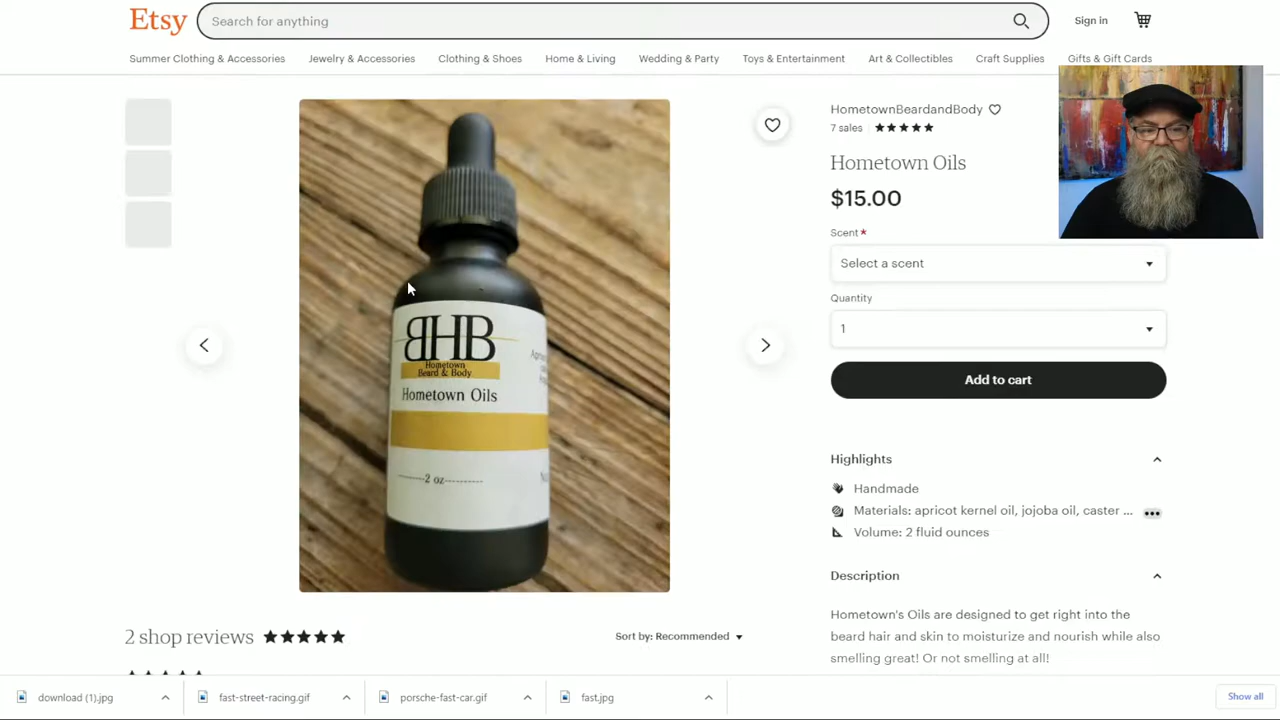 Etsy
Search for anything
Sign in
Summer Clothing & Accessories
Jewelry & Accessories
Clothing & Shoes
Home & Living
Wedding & Party
Toys & Entertainment
Art & Collectibles
Craft Supplies
Gifts & Gift Cards
BHB
Hometown
Beard & Body
Hometown Oils
2 oz
HometownBeardandBody
7 sales
Hometown Oils
$15.00
Scent*
Select a scent
Quantity
1
Add to cart
Highlights
Handmade
Materials: apricot kernel oil, jojoba oil, caster ...
Volume: 2 fluid ounces
Description
Hometown's Oils are designed to get right into the
beard hair and skin to moisturize and nourish while also
smelling great! Or not smelling at all!
2 shop reviews
Sort by: Recommended
download (1).jpg
fast-street-racing.gif
porsche-fast-car.gif
fast.jpg
Show all